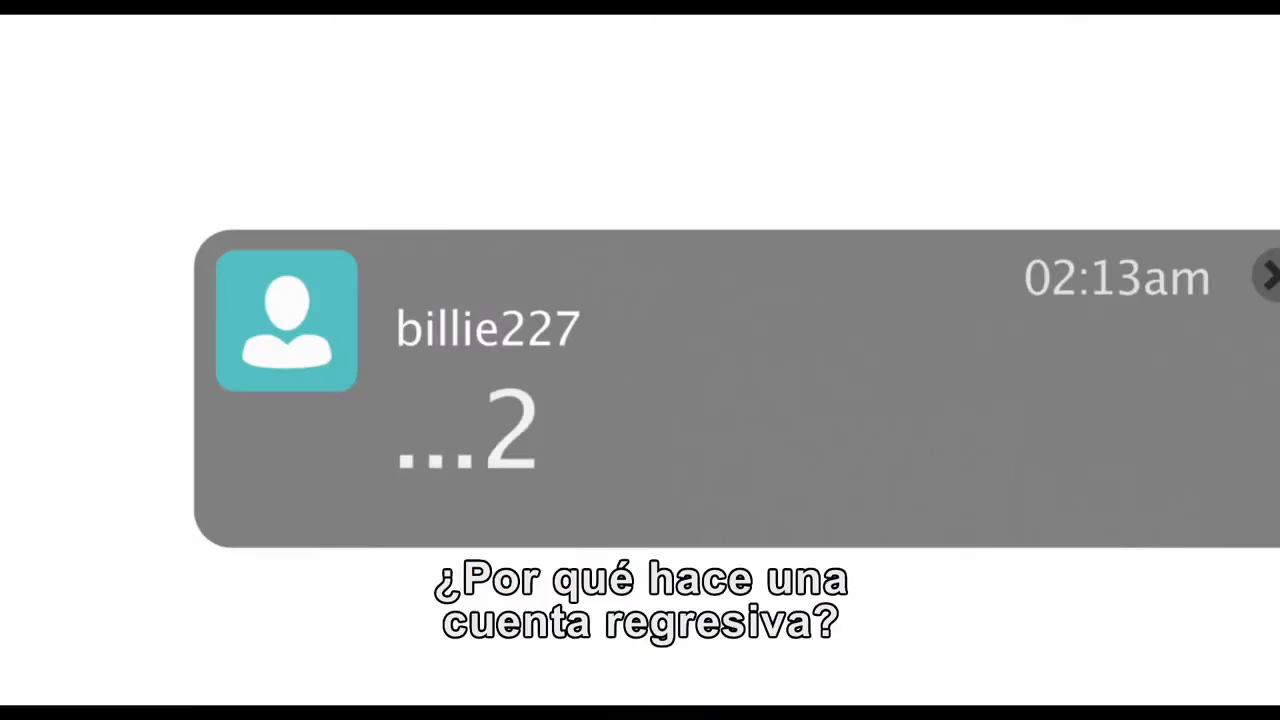 02:13am
billie227
...2
¿Por qué hace una
cuenta regresiva?